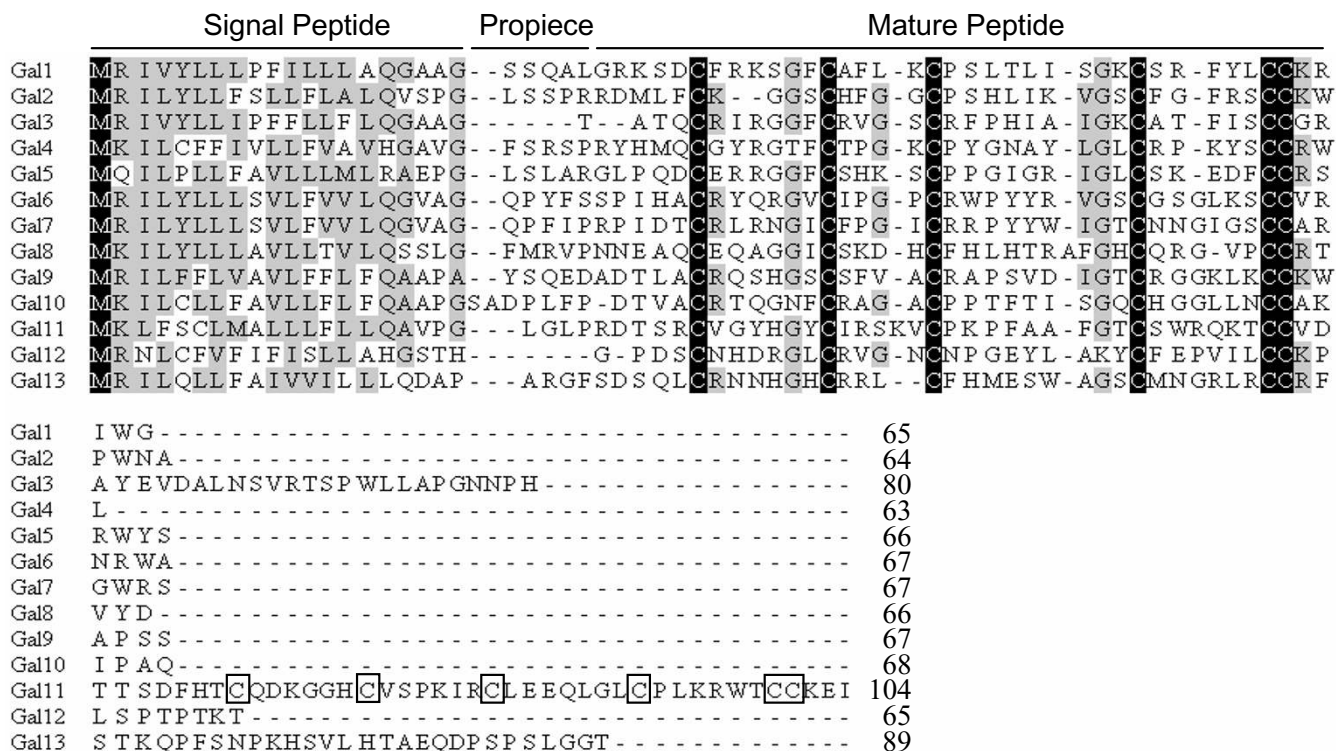 Signal Peptide Propiece Mature Peptide
Gal1 MRIVYLLLPFILLLAQGAAG--SSQALGRKSDCFRKSGFCAFL-KCPSLTLI-SGKCSR-FYLCCKR
Gal2 MRILYLLFSLLFLALQVSPG--LSSPRRDMLFCK--GGSCHFG-GCPSHLIK-VGSCFG-FRSCCKW
Gal3 MRIVYLLIPFFLLFLQGAAG------T--ATQCRIRGGFCRVG-SCRFPHIA-IGKCAT-FISCCGR
Gal4 MKILCFFIVLLFVAVHGAVG--FSRSPRYHMQCGYRGTFCTPG-KCPYGNAY-LGLCRP-KYSCCRW
Gal5 MQILPLLFAVLLLMLRAEPG--LSLARGLPQDCERRGGFCSHK-SCPPGIGR-IGLCSK-EDFCCRS
Gal6 MRILYLLLSVLFVVLQGVAG--QPYFSSPIHACRYQRGVCIPG-PCRWPYYR-VGSCGSGLKSCCVR
Gal7 MRILYLLLSVLFVVLQGVAG--QPFIPRPIDTCRLRNGICFPG-ICRRPYYW-IGTCNNGIGSCCAR
Gal8 MKILYLLLAVLLTVLQSSLG--FMRVPNNEAQCEQAGGICSKD-HCFHLHTRAFGHCQRG-VPCCRT
Gal9 MRILFFLVAVLFFLFQAAPA--YSQEDADTLACRQSHGSCSFV-ACRAPSVD-IGTCRGGKLKCCKW
Gal10 MKILCLLFAVLLFLFQAAPGSADPLFP-DTVACRTQGNFCRAG-ACPPTFTI-SGQCHGGLLNCCAK
Gal11 MKLFSCLMALLLFLLQAVPG---LGLPRDTSRCVGYHGYCIRSKVCPKPFAA-FGTCSWRQKTCCVD
Gal12 MRNLCFVFIFISLLAHGSTH-------G-PDSCNHDRGLCRVG-NCNPGEYL-AKYCFEPVILCCKP
Gal13 MRILQLLFAIVVILLLQDAP---ARGFSDSQLCRNNHGHCRRL--CFHMESW-AGSCMNGRLRCCRF
Gal1 IWG--------------------------------------- 65
Gal2 PWNA-------------------------------------- 64
Gal3 AYEVDALNSVRTSPWLLAPGNNPH------------------ 80
Gal4 L----------------------------------------- 63
Gal5 RWYS-------------------------------------- 66
Gal6 NRWA-------------------------------------- 67
Gal7 GWRS-------------------------------------- 67
Gal8 VYD--------------------------------------- 66
Gal9 APSS-------------------------------------- 67
Gal10 IPAQ-------------------------------------- 68
Gal11 TTSDFHTCQDKGGHCVSPKIRCLEEQLGLCPLKRWTCCKEI 104
Gal12 LSPTPTKT---------------------------------- 65
Gal13 STKQPFSNPKHSVLHTAEQDPSPSLGGT-------------- 89